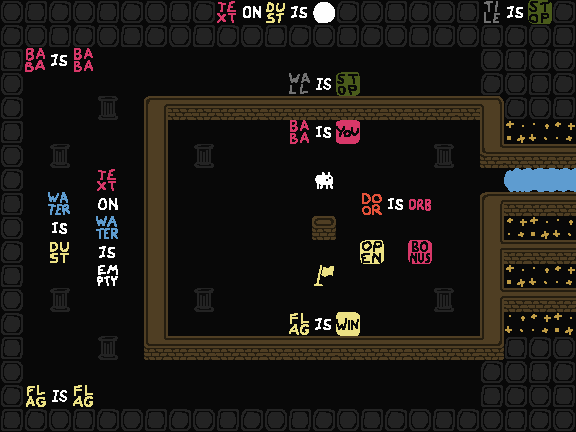 TEXT ON DUST IS
TILE IS STOP
BABA IS BABA
WALL IS STOP
BABA IS YOU
TEXT ON WATER IS EMPTY
WATER IS DUST
DOOR IS ORB
OPEN BONUS
FLAG IS WIN
FLAG IS FLAG